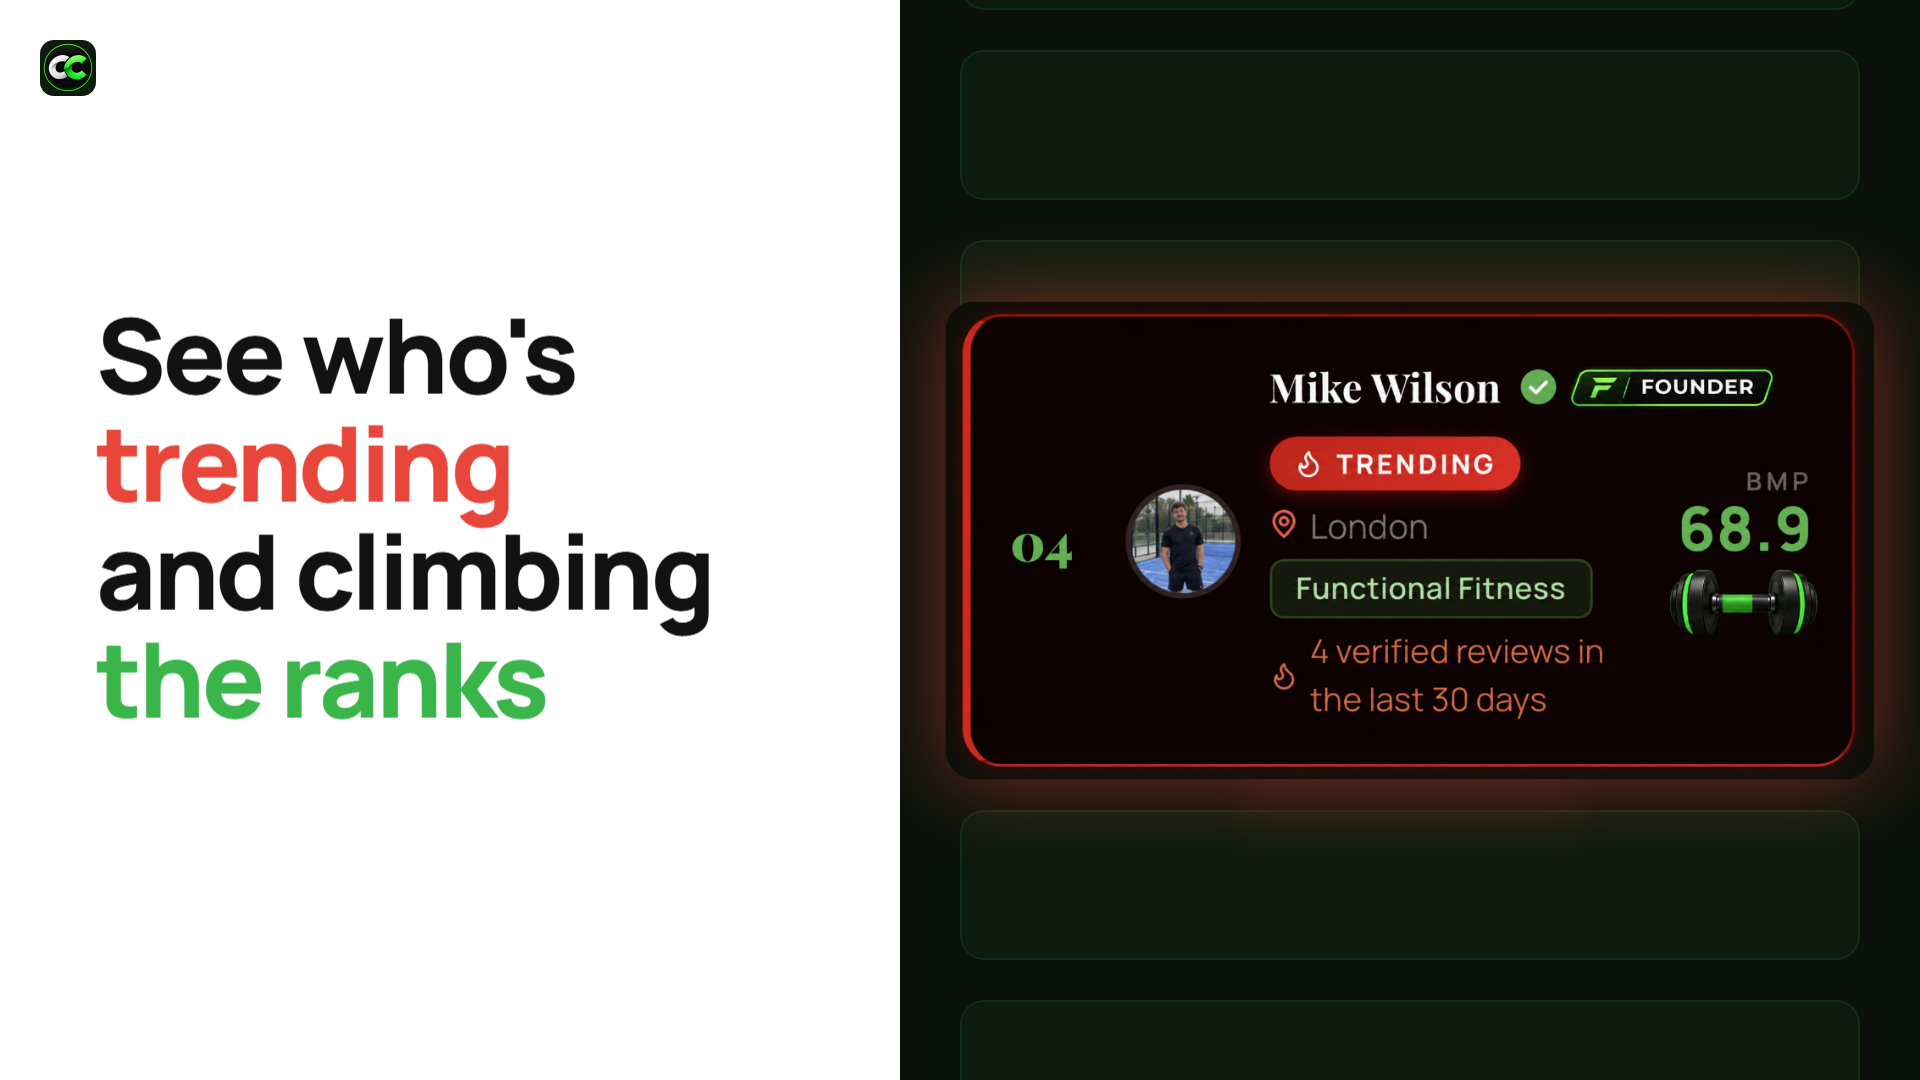 CC
See who's
trending
and climbing
the ranks
04
Mike Wilson
F / FOUNDER
TRENDING
London
Functional Fitness
4 verified reviews in
the last 30 days
BMP
68.9